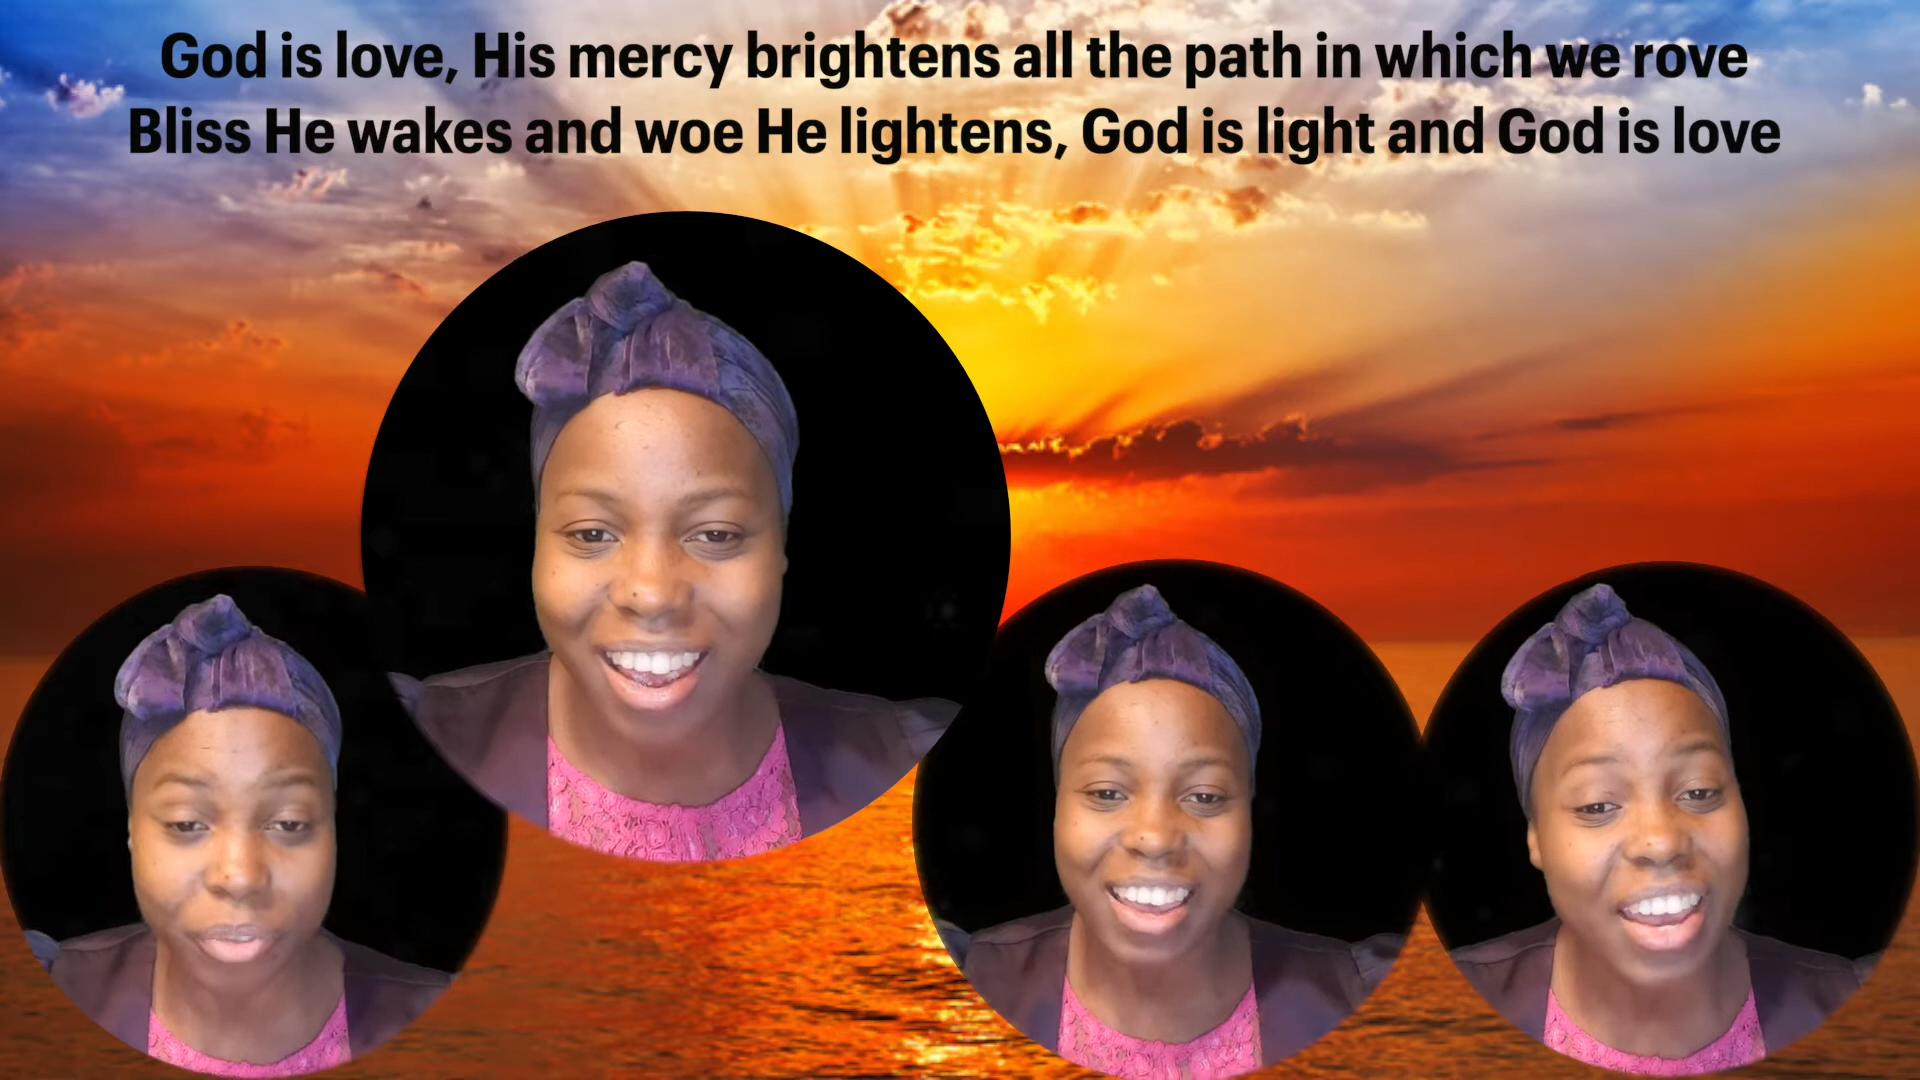 God is love, His mercy brightens all the path in which we rove
Bliss He wakes and woe He lightens, God is light and God is love